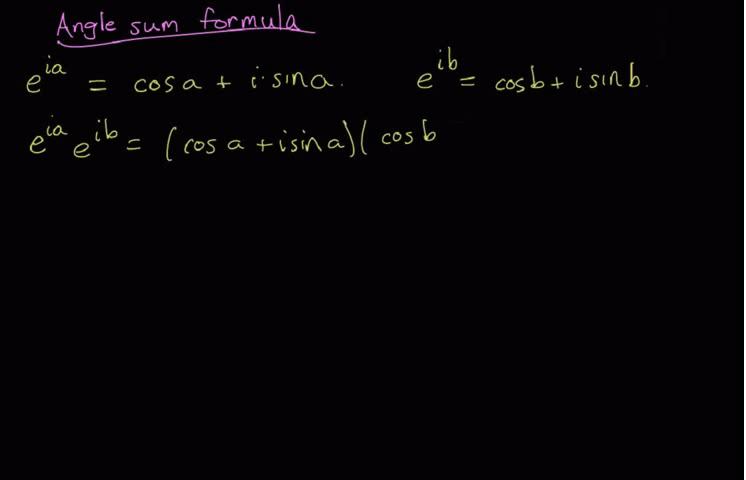 Angle sum formula
e^{ia} = cos a + i·sin a. e^{ib} = cos b + i sin b.
e^{ia} e^{ib} = (cos a + i sin a)(cos b